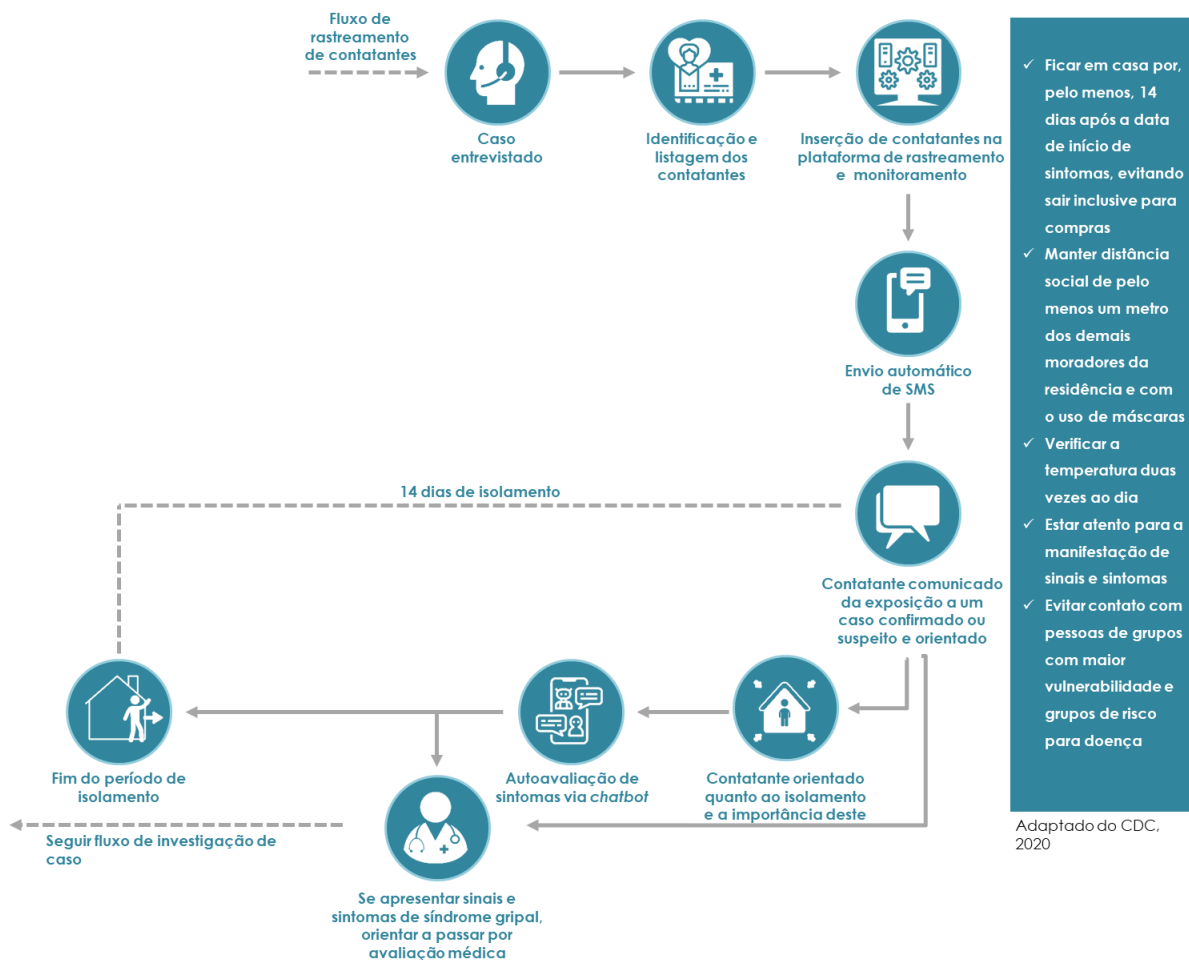 Fluxo de
rastreamento
de contatantes
Caso
entrevistado
Identificação e
listagem dos
contatantes
Inserção de contatantes na
plataforma de rastreamento
e monitoramento
Envio automático
de SMS
14 dias de isolamento
Contatante comunicado
da exposição a um
caso confirmado ou
suspeito e orientado
Contatante orientado
quanto ao isolamento
e a importância deste
Autoavaliação de
sintomas via chatbot
Fim do período de
isolamento
Seguir fluxo de investigação de
caso
Se apresentar sinais e
sintomas de síndrome gripal,
orientar a passar por
avaliação médica
✓ Ficar em casa por,
pelo menos, 14
dias após a data
de início de
sintomas, evitando
sair inclusive para
compras
✓ Manter distância
social de pelo
menos um metro
dos demais
moradores da
residência e com
o uso de máscaras
✓ Verificar a
temperatura duas
vezes ao dia
✓ Estar atento para a
manifestação de
sinais e sintomas
✓ Evitar contato com
pessoas de grupos
com maior
vulnerabilidade e
grupos de risco
para doença
Adaptado do CDC,
2020